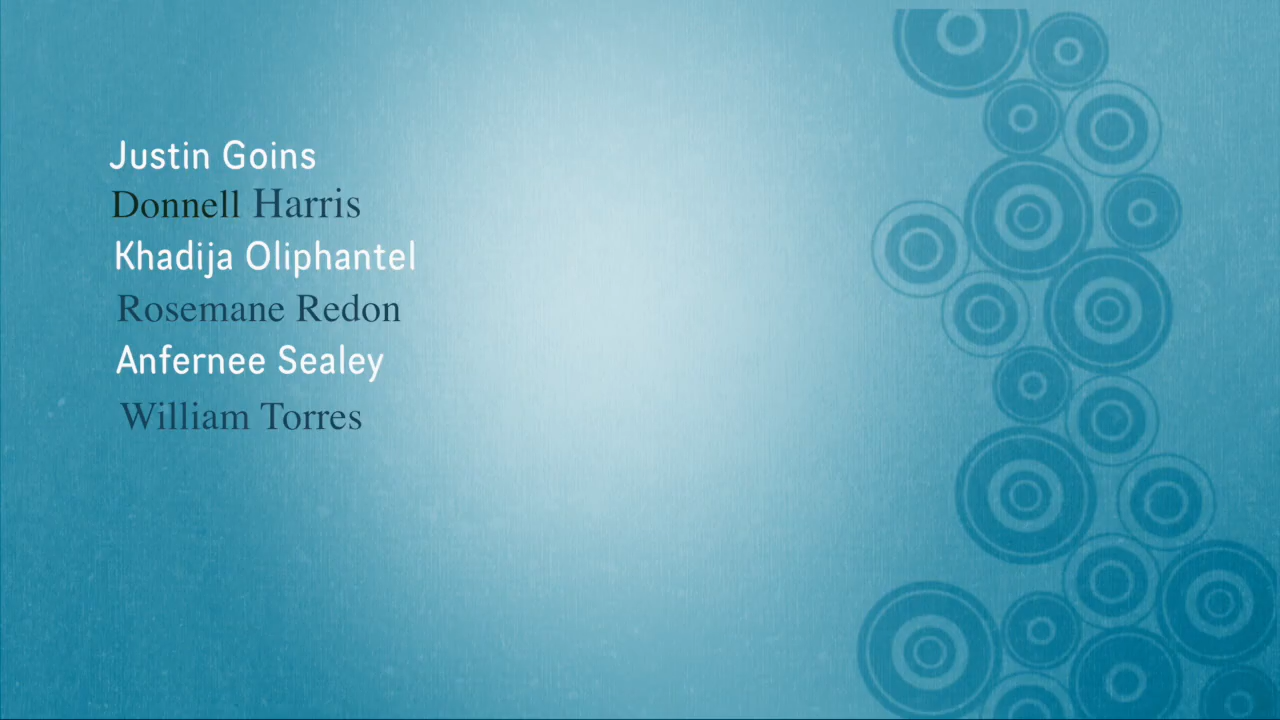 Justin Goins
Donnell Harris
Khadija Oliphantel
Rosemane Redon
Anfernee Sealey
William Torres